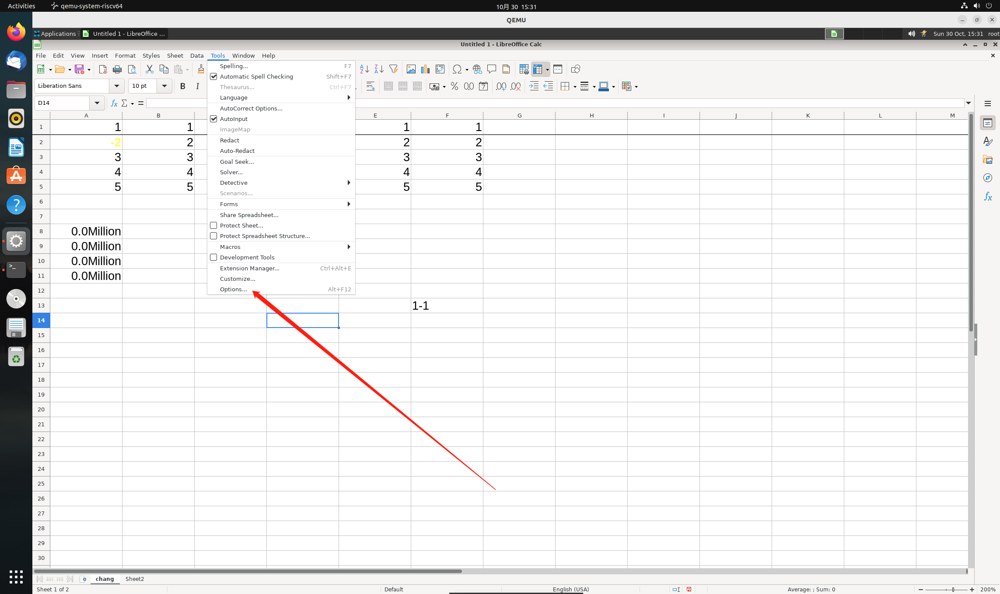 Activities
qemu-system-riscv64
10月 30 15:31
QEMU
Applications
Untitled 1 - LibreOffice ...
Sun 30 Oct, 15:31
root
Untitled 1 - LibreOffice Calc
File Edit View Insert Format Styles Sheet Data Tools Window Help
Liberation Sans
10 pt
D14
Spelling... F7
Automatic Spell Checking Shift+F7
Thesaurus... Ctrl+F7
Language
AutoCorrect Options...
AutoInput
ImageMap
Redact
Auto-Redact
Goal Seek...
Solver...
Detective
Scenarios...
Forms
Share Spreadsheet...
Protect Sheet...
Protect Spreadsheet Structure...
Macros
Development Tools
Extension Manager... Ctrl+Alt+E
Customize...
Options... Alt+F12
A B E F G H I J K L M
1 1 1 1 1
2 -2 2 2 2
3 3 3 3 3
4 4 4 4 4
5 5 5 5 5
6
7
8 0.0Million
9 0.0Million
10 0.0Million
11 0.0Million
12
13 1-1
14
15
16
17
18
19
20
21
22
23
24
25
26
27
28
29
30
chang Sheet2
Sheet 1 of 2
Default
English (USA)
Average: ; Sum: 0
200%